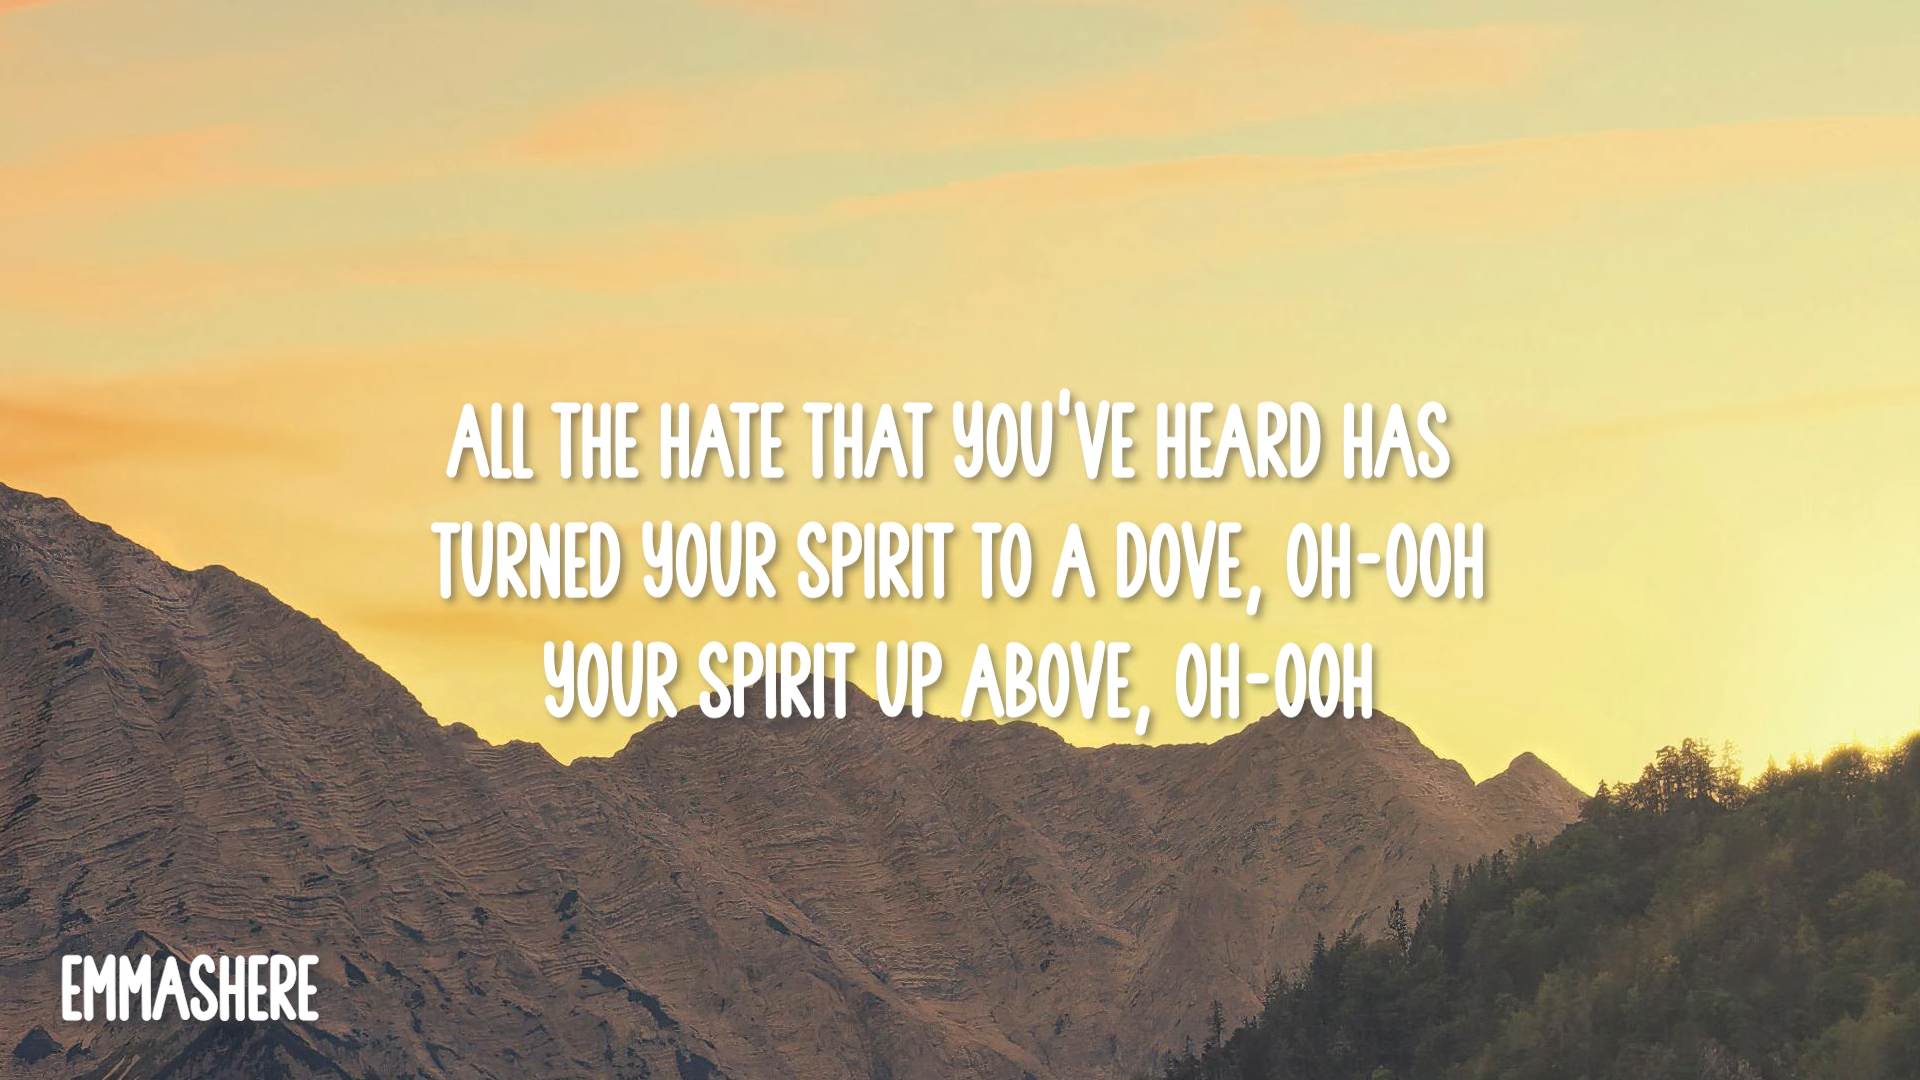 ALL THE HATE THAT YOU'VE HEARD HAS
TURNED YOUR SPIRIT TO A DOVE, OH-OOH
YOUR SPIRIT UP ABOVE, OH-OOH
EMMASHERE